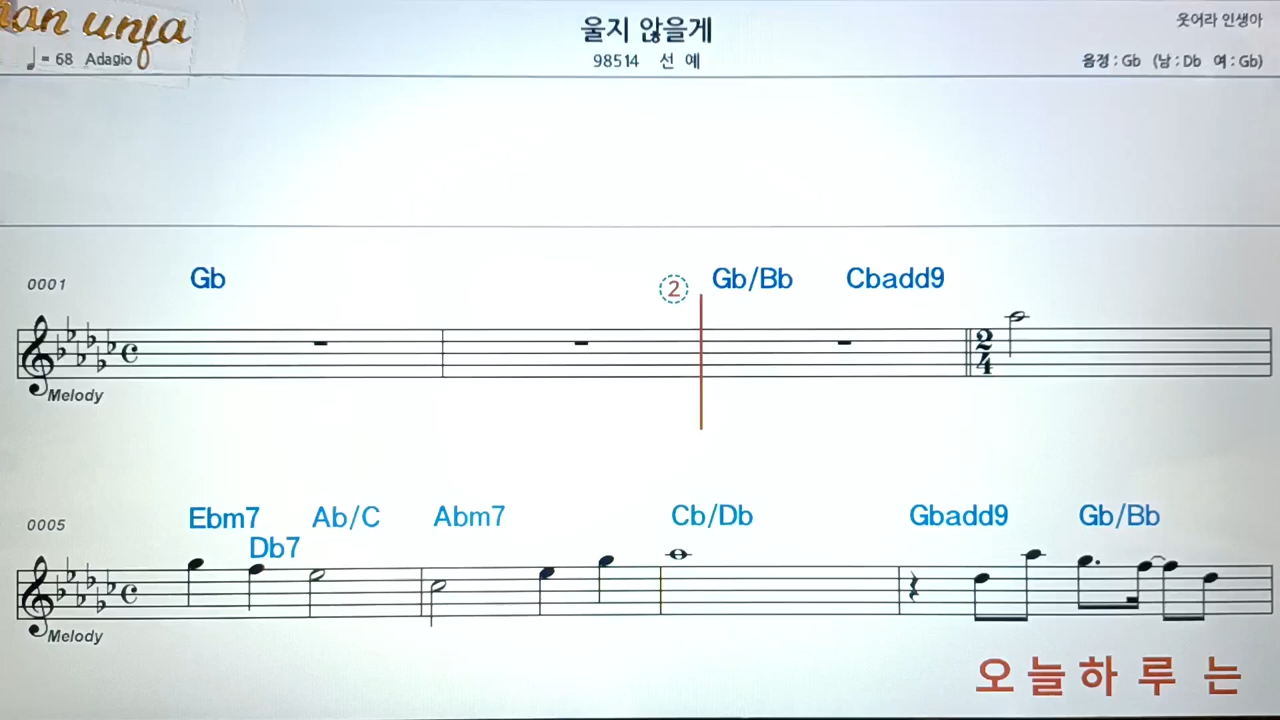 울지 않을게
웃어라 인생아
♩= 68 Adagio
98514 선 예
음정 : Gb (남 : Db 여 : Gb)
0001 Gb ② Gb/Bb Cbadd9
2
4
Melody
0005 Ebm7 Ab/C Abm7 Cb/Db Gbadd9 Gb/Bb
Db7
Melody
오 늘 하 루 는